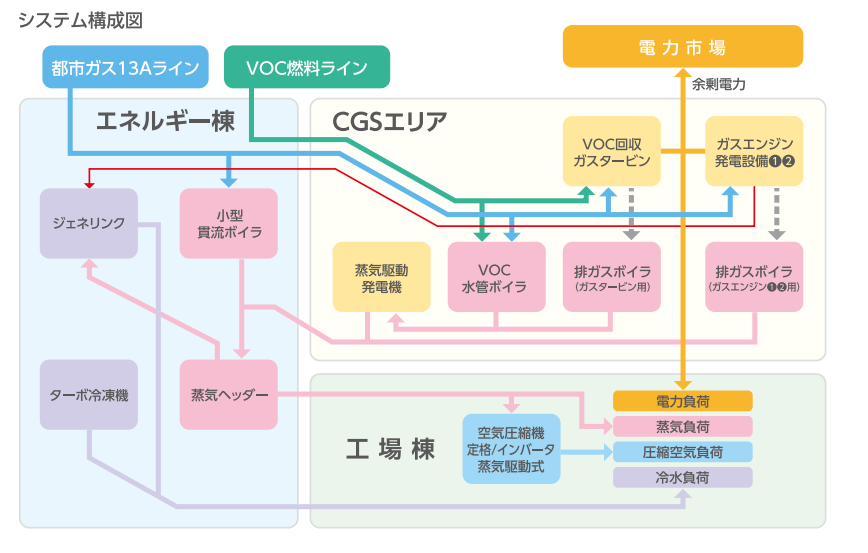 システム構成図
都市ガス13Aライン
VOC燃料ライン
電力市場
余剰電力
エネルギー棟
CGSエリア
VOC回収
ガスタービン
ガスエンジン
発電設備❶❷
ジェネリンク
小型
貫流ボイラ
蒸気駆動
発電機
VOC
水管ボイラ
排ガスボイラ
(ガスタービン用)
排ガスボイラ
(ガスエンジン❶❷用)
ターボ冷凍機
蒸気ヘッダー
工場棟
空気圧縮機
定格/インバータ
蒸気駆動式
電力負荷
蒸気負荷
圧縮空気負荷
冷水負荷